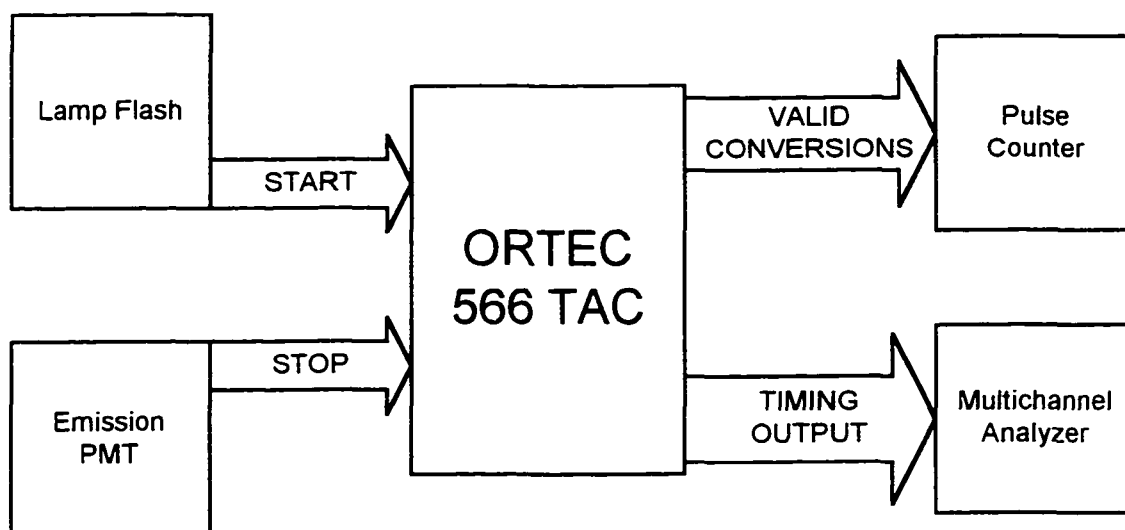 Lamp Flash
START
Emission
PMT
STOP
ORTEC
566 TAC
VALID
CONVERSIONS
Pulse
Counter
TIMING
OUTPUT
Multichannel
Analyzer